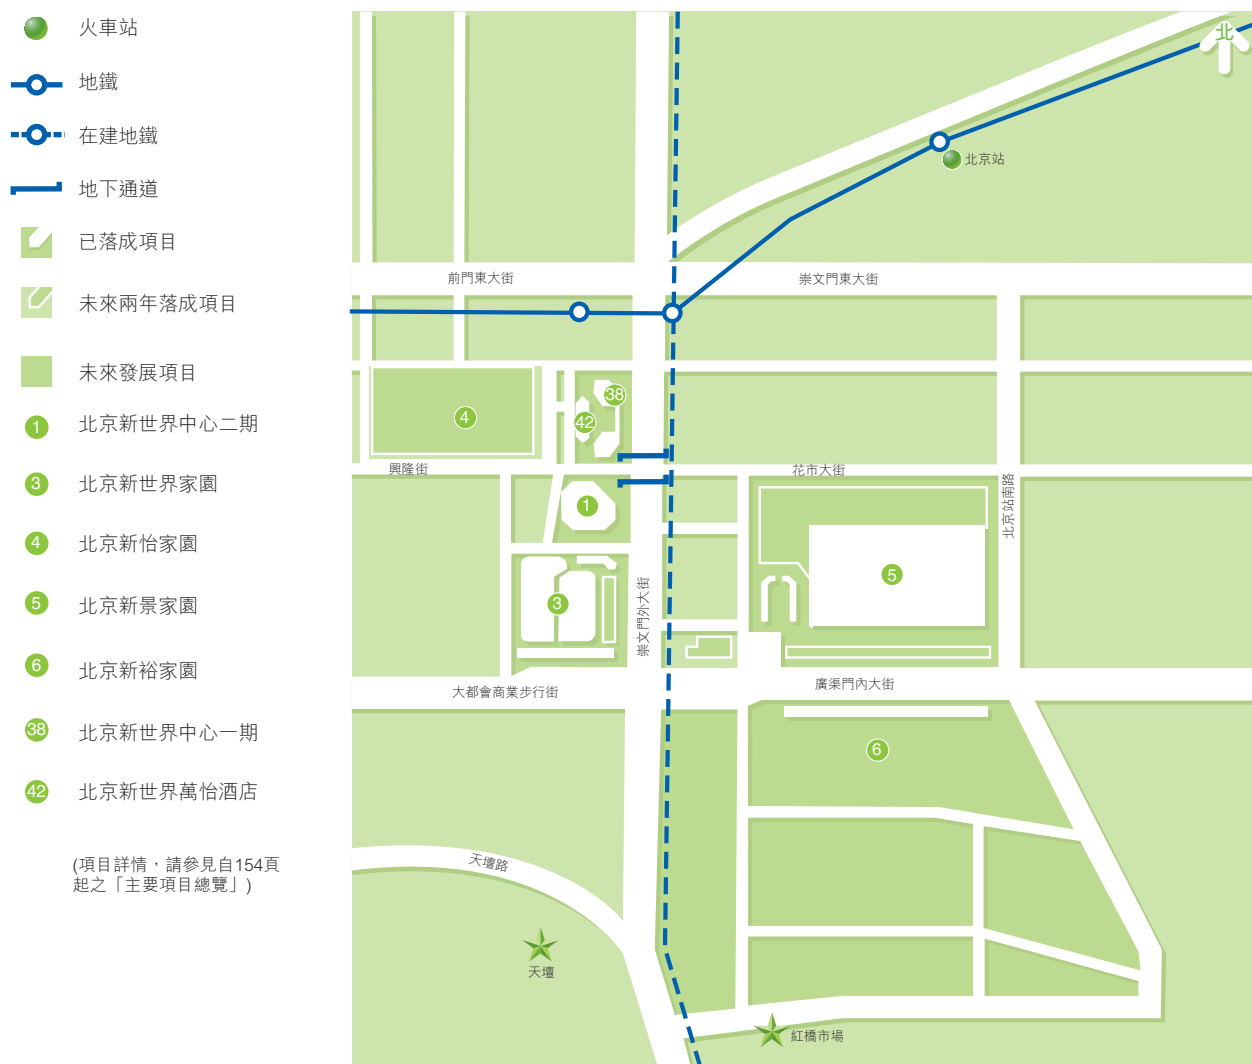 火車站
地鐵
在建地鐵
地下通道
已落成項目
未來兩年落成項目
未來發展項目
1 北京新世界中心二期
3 北京新世界家園
4 北京新怡家園
5 北京新景家園
6 北京新裕家園
38 北京新世界中心一期
42 北京新世界萬怡酒店
(項目詳情，請參見自154頁
起之「主要項目總覽」)
北
北京站
前門東大街
崇文門東大街
38
4
42
興隆街
花市大街
北京站南路
1
5
3
崇文門外大街
大都會商業步行街
廣渠門內大街
6
天壇路
天壇
紅橋市場